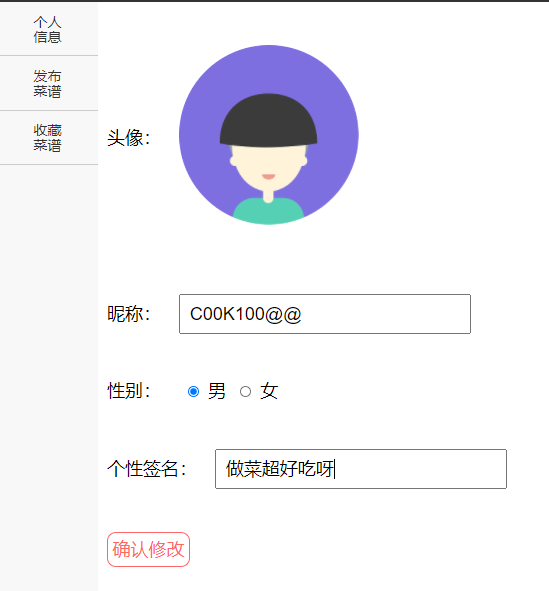 个人
信息
发布
菜谱
收藏
菜谱
头像：
昵称： C00K100@@
性别： 男 女
个性签名： 做菜超好吃呀
确认修改